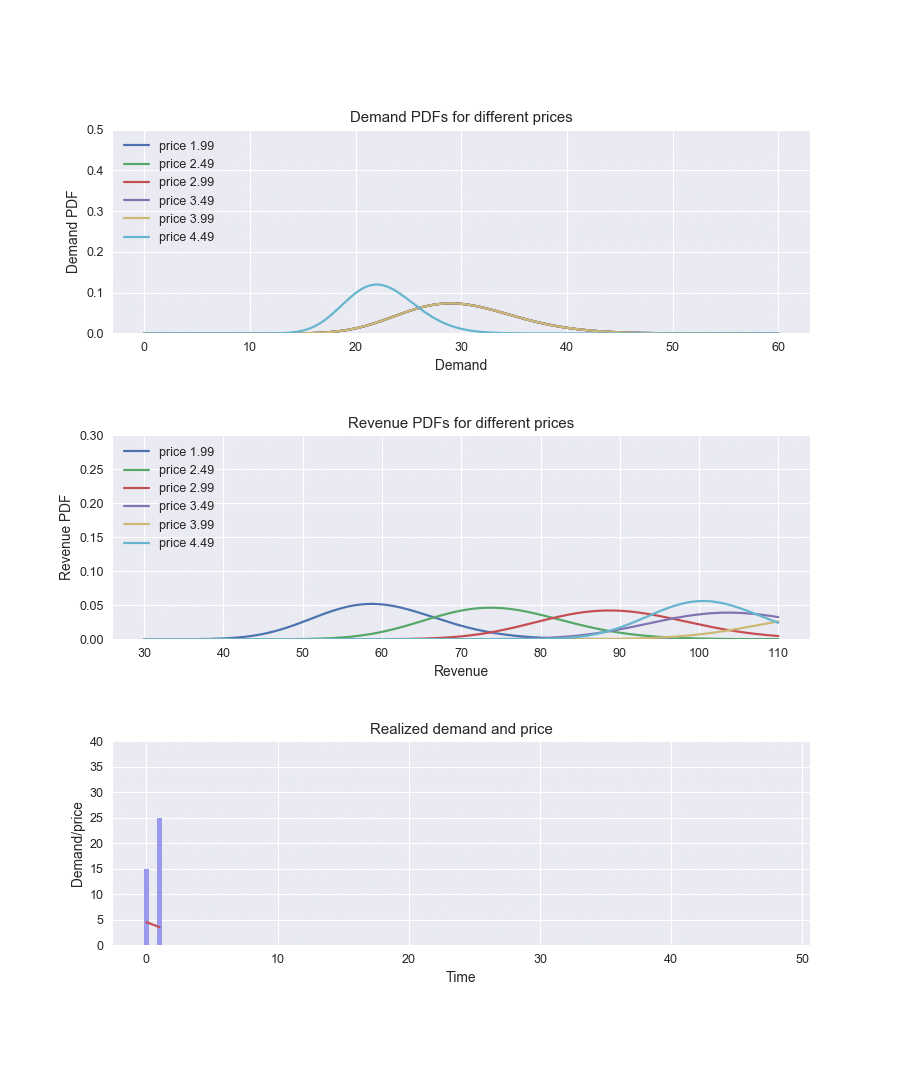 Demand PDFs for different prices
0.5
0.4
0.3
0.2
0.1
0.0
Demand PDF
price 1.99
price 2.49
price 2.99
price 3.49
price 3.99
price 4.49
0 10 20 30 40 50 60
Demand
Revenue PDFs for different prices
0.30
0.25
0.20
0.15
0.10
0.05
0.00
Revenue PDF
price 1.99
price 2.49
price 2.99
price 3.49
price 3.99
price 4.49
30 40 50 60 70 80 90 100 110
Revenue
Realized demand and price
40
35
30
25
20
15
10
5
0
Demand/price
0 10 20 30 40 50
Time